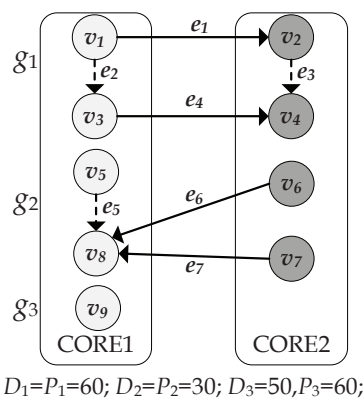 v1 e1 v2
g1 e2 e3
v3 e4 v4
v5
g2 e5 e6 v6
v8 e7 v7
g3 v9
CORE1 CORE2
D1=P1=60; D2=P2=30; D3=50,P3=60;